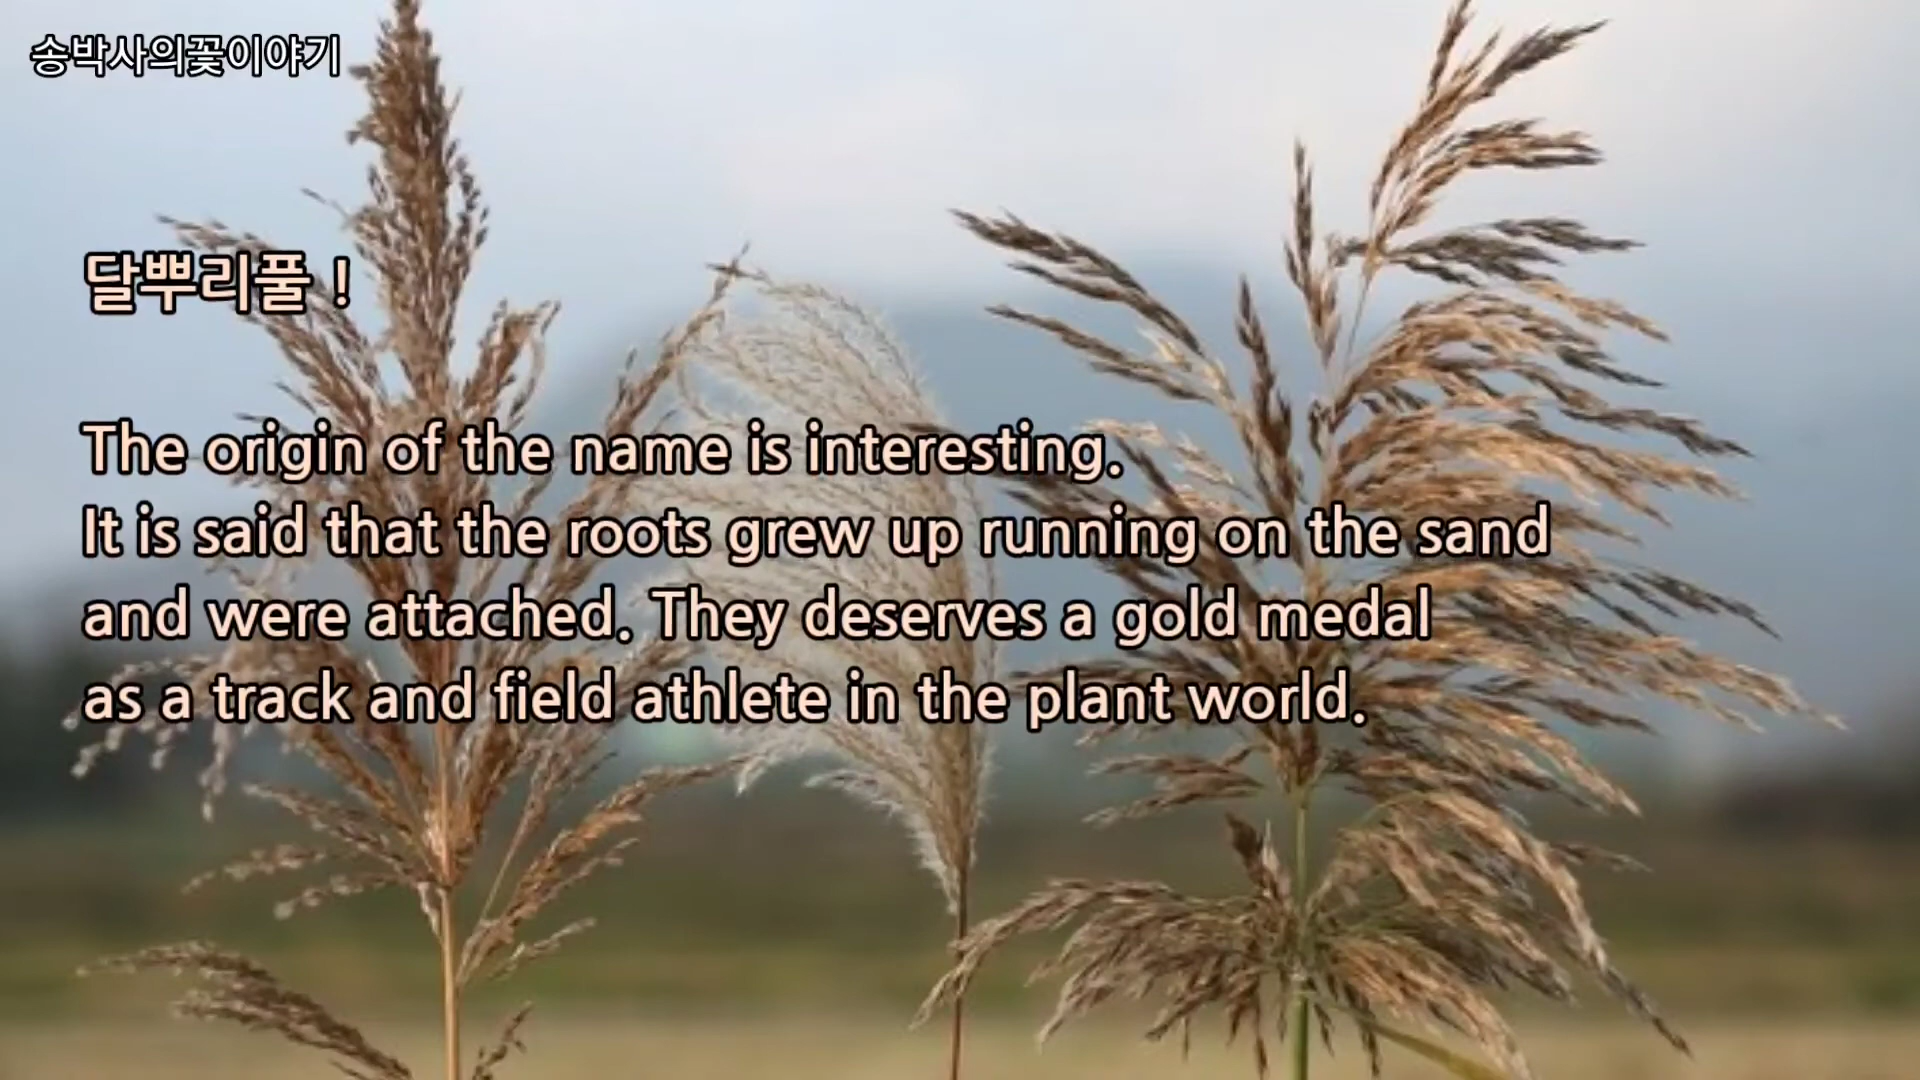 송박사의꽃이야기
달뿌리풀 !
The origin of the name is interesting.
It is said that the roots grew up running on the sand
and were attached. They deserves a gold medal
as a track and field athlete in the plant world.